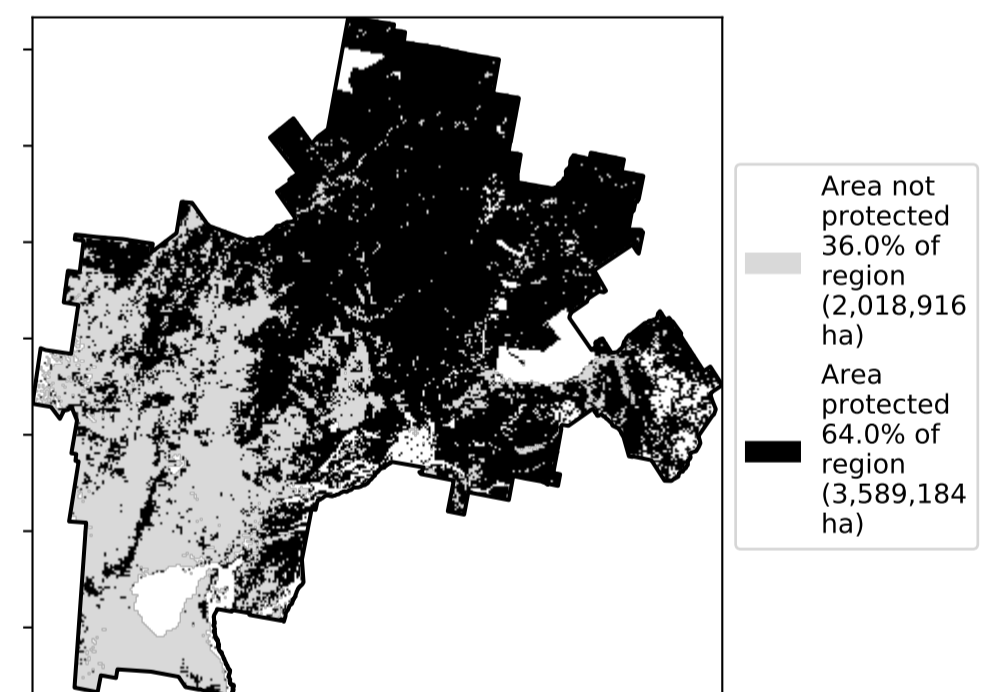 Area not
protected
36.0% of
region
(2,018,916
ha)
Area
protected
64.0% of
region
(3,589,184
ha)